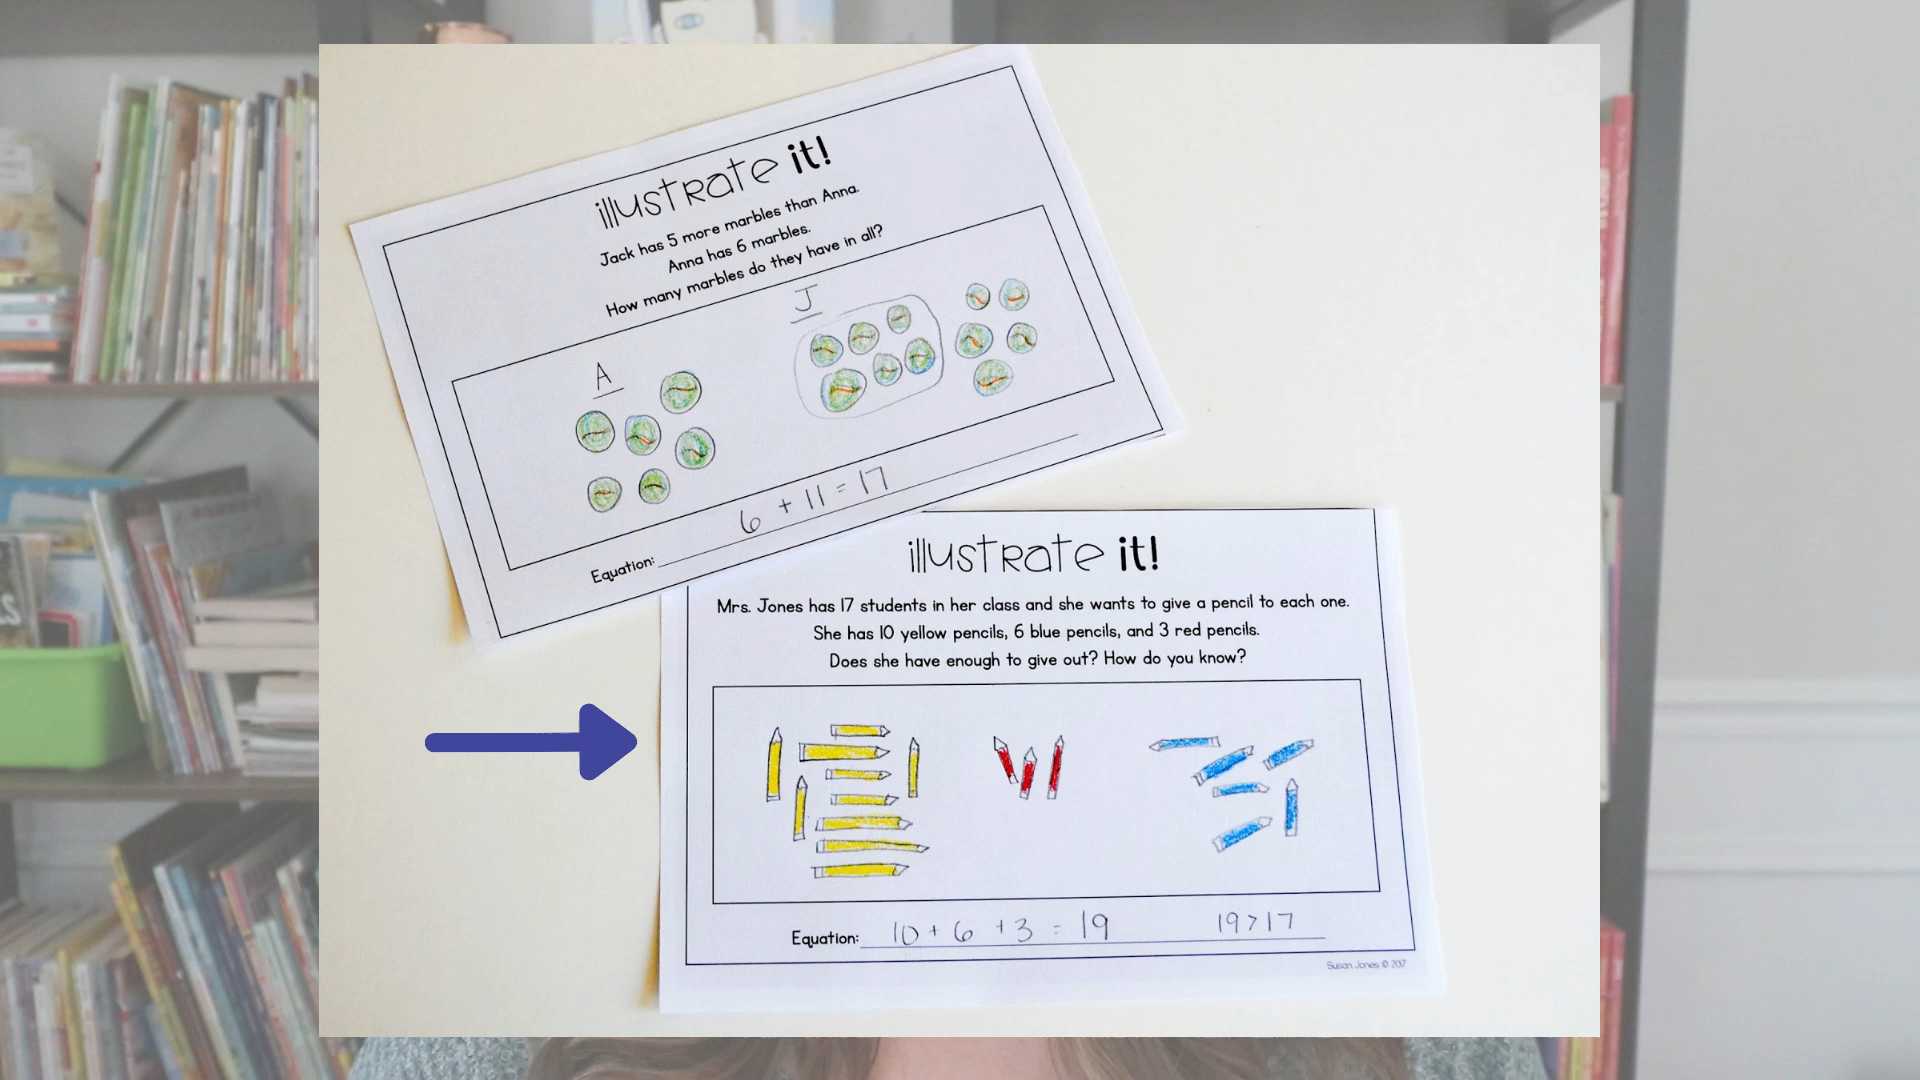 illustrate it!
Jack has 5 more marbles than Anna.
Anna has 6 marbles.
How many marbles do they have in all?
A
J
6 + 11 = 17
Equation:
illustrate it!
Mrs. Jones has 17 students in her class and she wants to give a pencil to each one.
She has 10 yellow pencils, 6 blue pencils, and 3 red pencils.
Does she have enough to give out? How do you know?
Equation: 10 + 6 + 3 = 19 19 > 17
Susan Jones © 2017